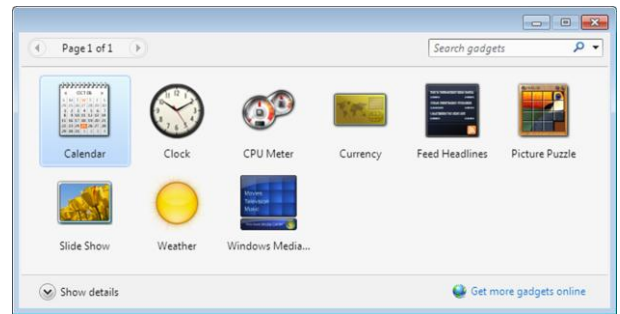 Page 1 of 1
Search gadgets
Calendar
Clock
CPU Meter
Currency
Feed Headlines
Picture Puzzle
Slide Show
Weather
Windows Media...
Show details
Get more gadgets online